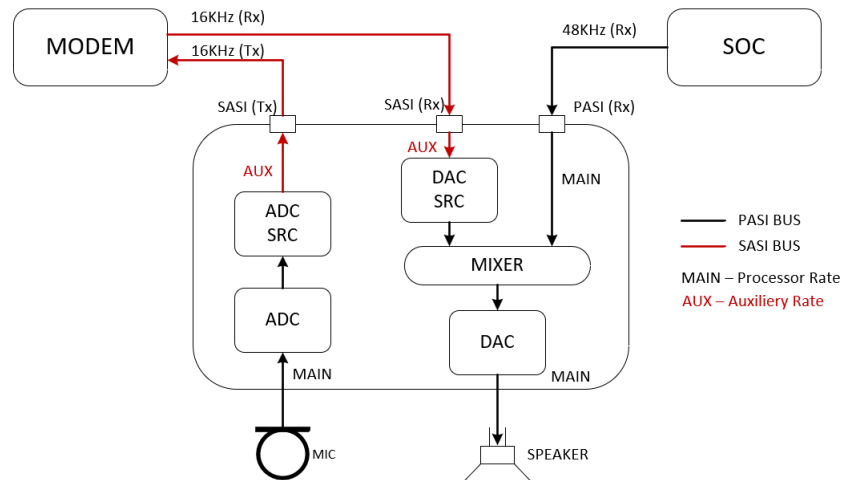 16KHz (Rx)
MODEM
48KHz (Rx)
SOC
16KHz (Tx)
SASI (Tx)
SASI (Rx)
PASI (Rx)
AUX
AUX
DAC
SRC
MAIN
ADC
SRC
PASI BUS
SASI BUS
MIXER
MAIN – Processor Rate
AUX – Auxiliery Rate
ADC
DAC
MAIN
MAIN
MIC
SPEAKER